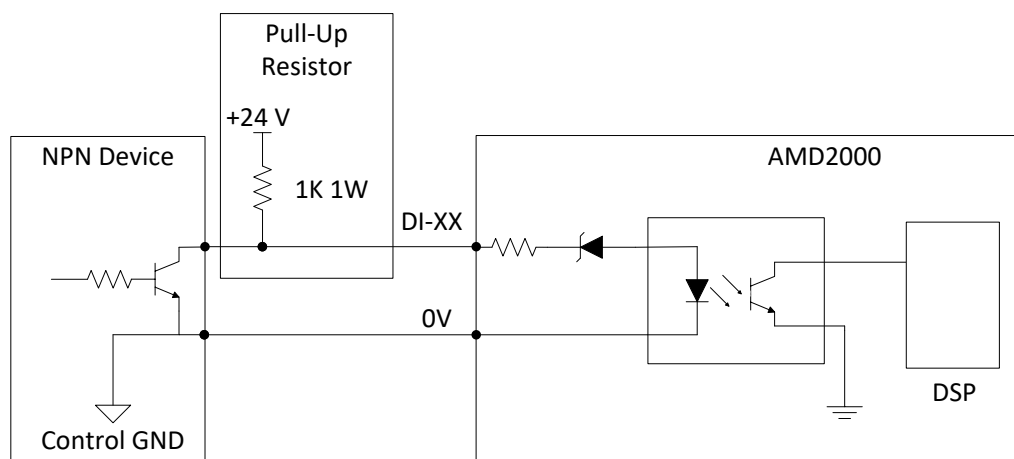 Pull-Up
Resistor
+24 V
1K 1W
NPN Device
AMD2000
DI-XX
0V
Control GND
DSP